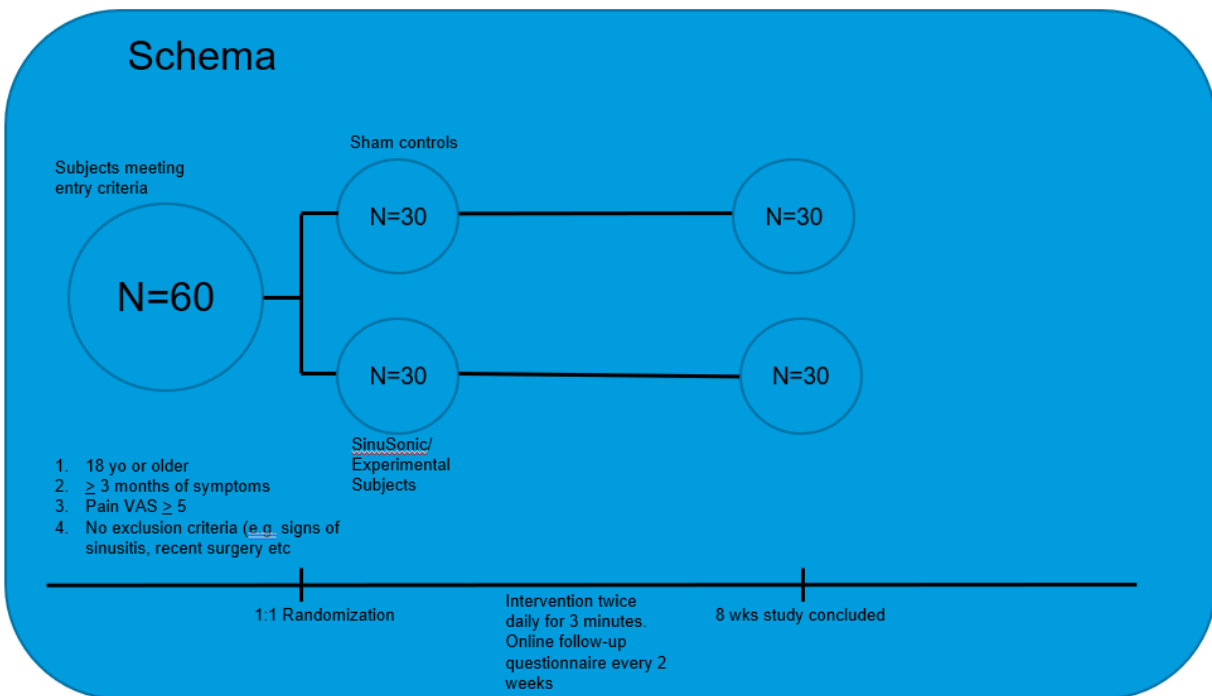 Schema
Subjects meeting
entry criteria
N=60
Sham controls
N=30
N=30
N=30
N=30
SinuSonic/
Experimental
Subjects
1. 18 yo or older
2. ≥ 3 months of symptoms
3. Pain VAS ≥ 5
4. No exclusion criteria (e.g. signs of
sinusitis, recent surgery etc
1:1 Randomization
Intervention twice
daily for 3 minutes.
Online follow-up
questionnaire every 2
weeks
8 wks study concluded